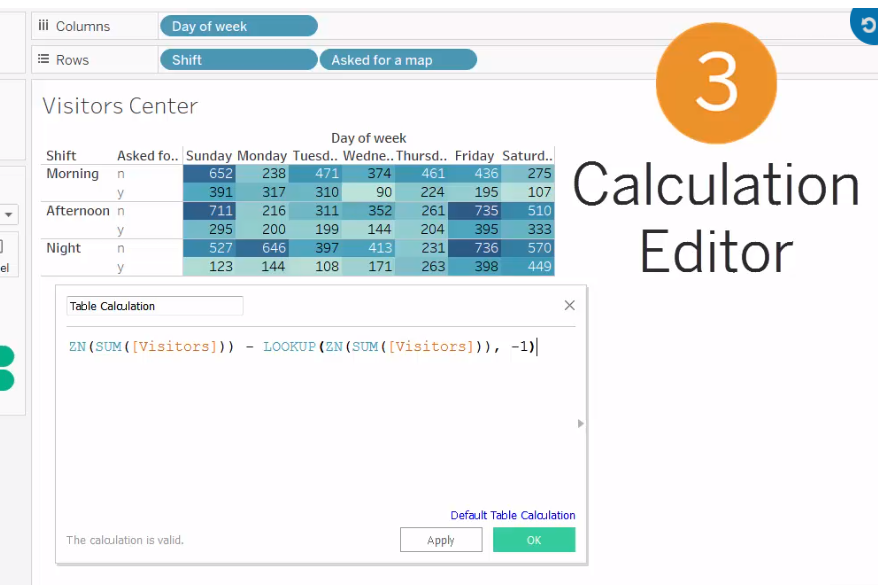 Columns Day of week
Rows Shift Asked for a map
3
Calculation
Editor
Visitors Center
Day of week
Shift Asked fo.. Sunday Monday Tuesd.. Wedne.. Thursd.. Friday Saturd..
Morning n 652 238 471 374 461 436 275
y 391 317 310 90 224 195 107
Afternoon n 711 216 311 352 261 735 510
y 295 200 199 144 204 395 333
Night n 527 646 397 413 231 736 570
y 123 144 108 171 263 398 449
el
Table Calculation
ZN(SUM([Visitors])) - LOOKUP(ZN(SUM([Visitors])), -1)
Default Table Calculation
The calculation is valid. Apply OK